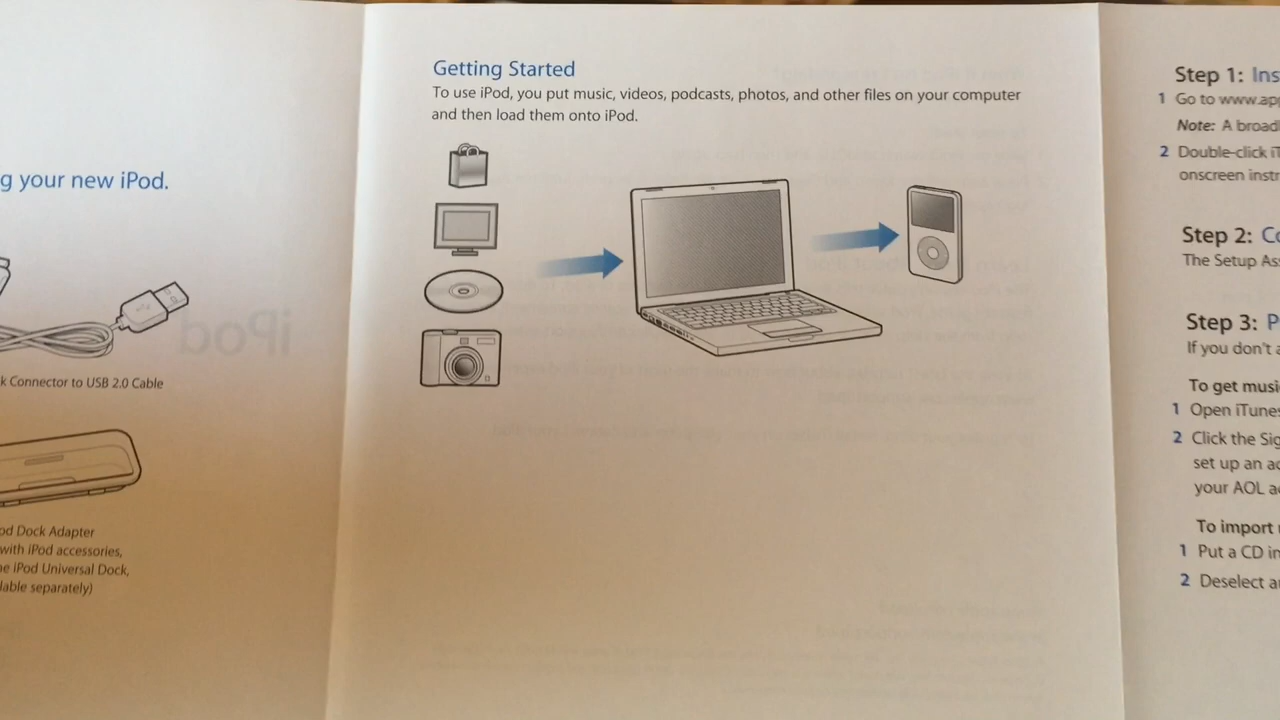 g your new iPod.
k Connector to USB 2.0 Cable
od Dock Adapter
with iPod accessories,
ne iPod Universal Dock,
lable separately)
iPod
Getting Started
To use iPod, you put music, videos, podcasts, photos, and other files on your computer
and then load them onto iPod.
Step 1: Ins
1 Go to www.app
Note: A broad
2 Double-click iT
onscreen instr
Step 2: Co
The Setup Ass
Step 3: P
If you don't a
To get musi
1 Open iTunes
2 Click the Sig
set up an ac
your AOL ac
To import
1 Put a CD in
2 Deselect a